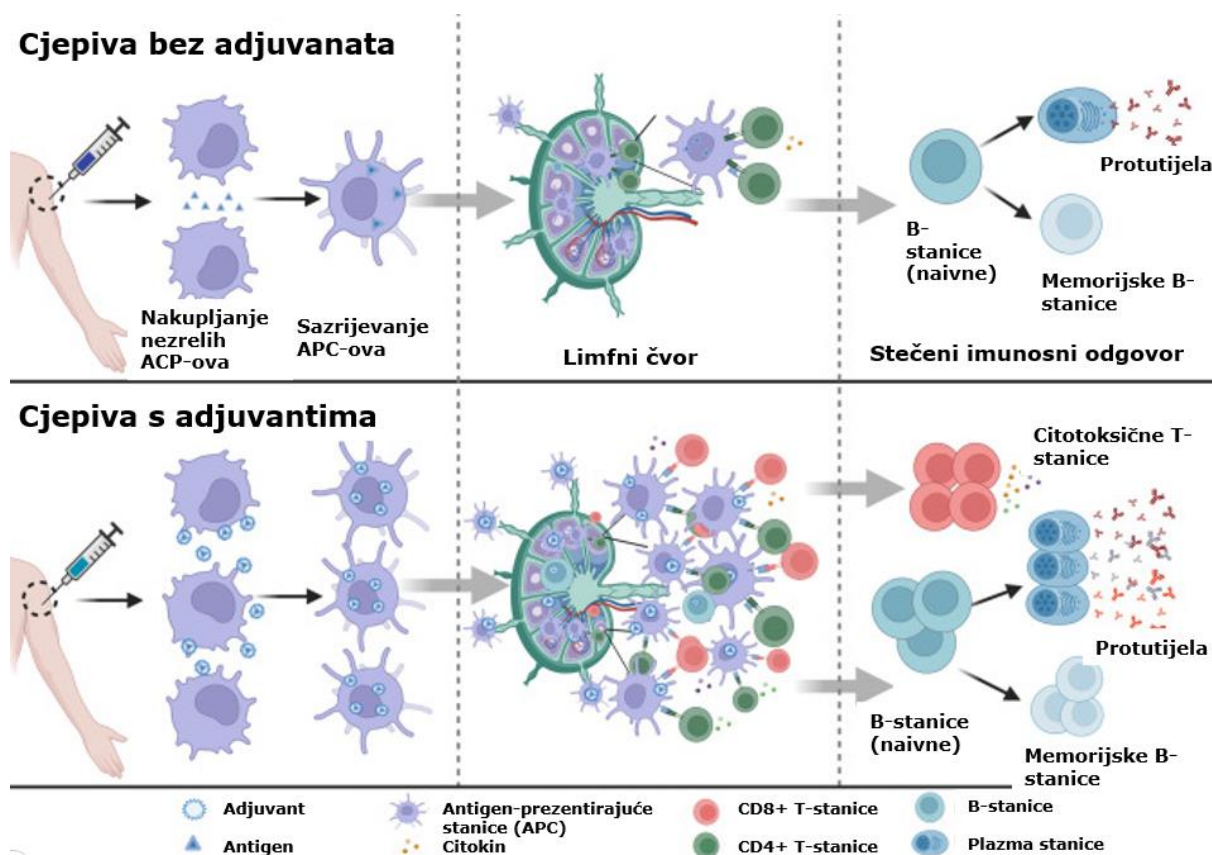 Cjepiva bez adjuvanata
Nakupljanje
nezrelih
ACP-ova
Sazrijevanje
APC-ova
Limfni čvor
B-
stanice
(naivne)
Protutijela
Memorijske B-
stanice
Stečeni imunosni odgovor
Cjepiva s adjuvantima
Citotoksične T-
stanice
B-stanice
(naivne)
Protutijela
Memorijske B-
stanice
Adjuvant
Antigen
Antigen-prezentirajuće
stanice (APC)
Citokin
CD8+ T-stanice
CD4+ T-stanice
B-stanice
Plazma stanice